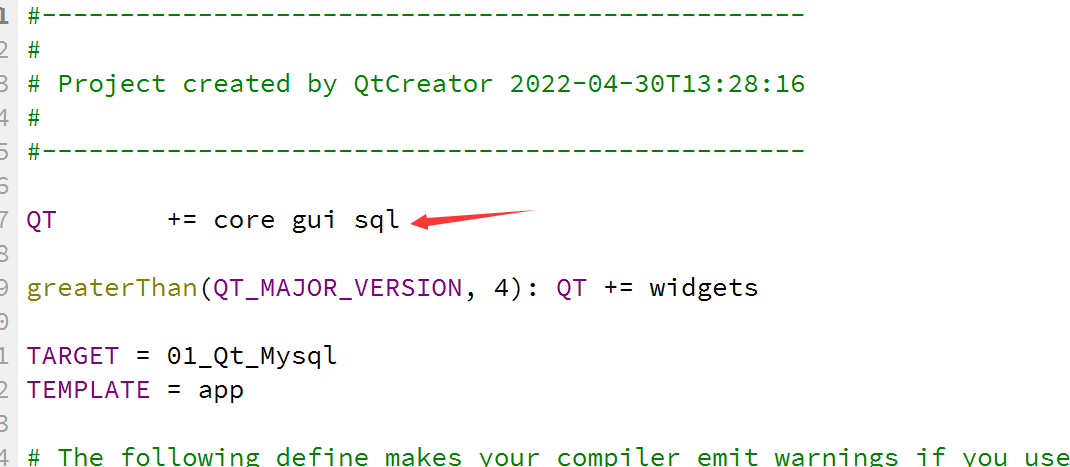 1 #-------------------------------------------------
2 #
3 # Project created by QtCreator 2022-04-30T13:28:16
4 #
5 #-------------------------------------------------
6
7 QT       += core gui sql
8
9 greaterThan(QT_MAJOR_VERSION, 4): QT += widgets
0
1 TARGET = 01_Qt_Mysql
2 TEMPLATE = app
3
4 # The following define makes your compiler emit warnings if you use